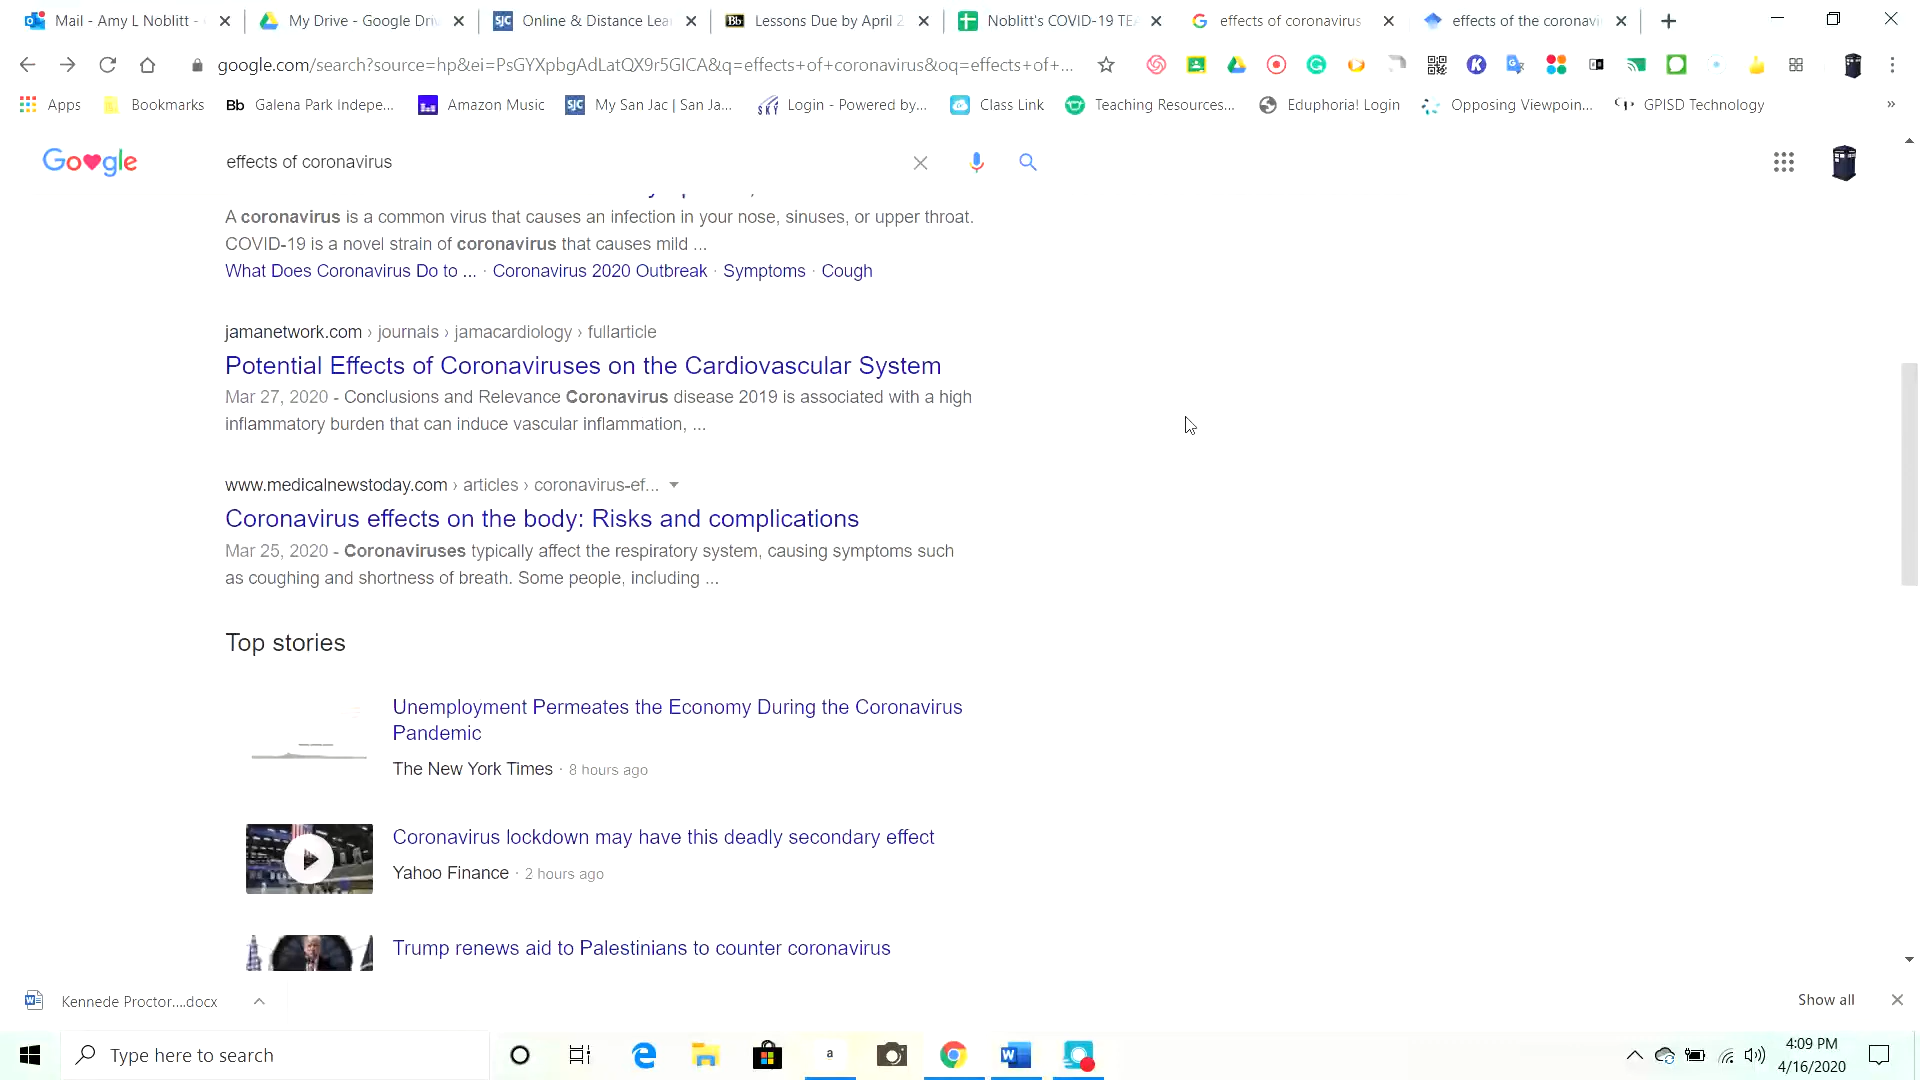 Mail - Amy L Noblitt -
My Drive - Google Dri
SJC Online & Distance Lea
Bb Lessons Due by April 2
Noblitt's COVID-19 TEA
effects of coronavirus
effects of the coronavi
google.com/search?source=hp&ei=PsGYXpbgAdLatQX9r5GICA&q=effects+of+coronavirus&oq=effects+of+...
Apps
Bookmarks
Bb Galena Park Indepe...
Amazon Music
SJC My San Jac | San Ja...
SKY Login - Powered by...
Class Link
Teaching Resources...
Eduphoria! Login
Opposing Viewpoin...
GPISD Technology
»
Go❤gle
effects of coronavirus
A coronavirus is a common virus that causes an infection in your nose, sinuses, or upper throat.
COVID-19 is a novel strain of coronavirus that causes mild ...
What Does Coronavirus Do to ... · Coronavirus 2020 Outbreak · Symptoms · Cough
jamanetwork.com › journals › jamacardiology › fullarticle
Potential Effects of Coronaviruses on the Cardiovascular System
Mar 27, 2020 - Conclusions and Relevance Coronavirus disease 2019 is associated with a high
inflammatory burden that can induce vascular inflammation, ...
www.medicalnewstoday.com › articles › coronavirus-ef...
Coronavirus effects on the body: Risks and complications
Mar 25, 2020 - Coronaviruses typically affect the respiratory system, causing symptoms such
as coughing and shortness of breath. Some people, including ...
Top stories
Unemployment Permeates the Economy During the Coronavirus
Pandemic
The New York Times · 8 hours ago
Coronavirus lockdown may have this deadly secondary effect
Yahoo Finance · 2 hours ago
Trump renews aid to Palestinians to counter coronavirus
Kennede Proctor....docx
Show all
Type here to search
a
4:09 PM
4/16/2020